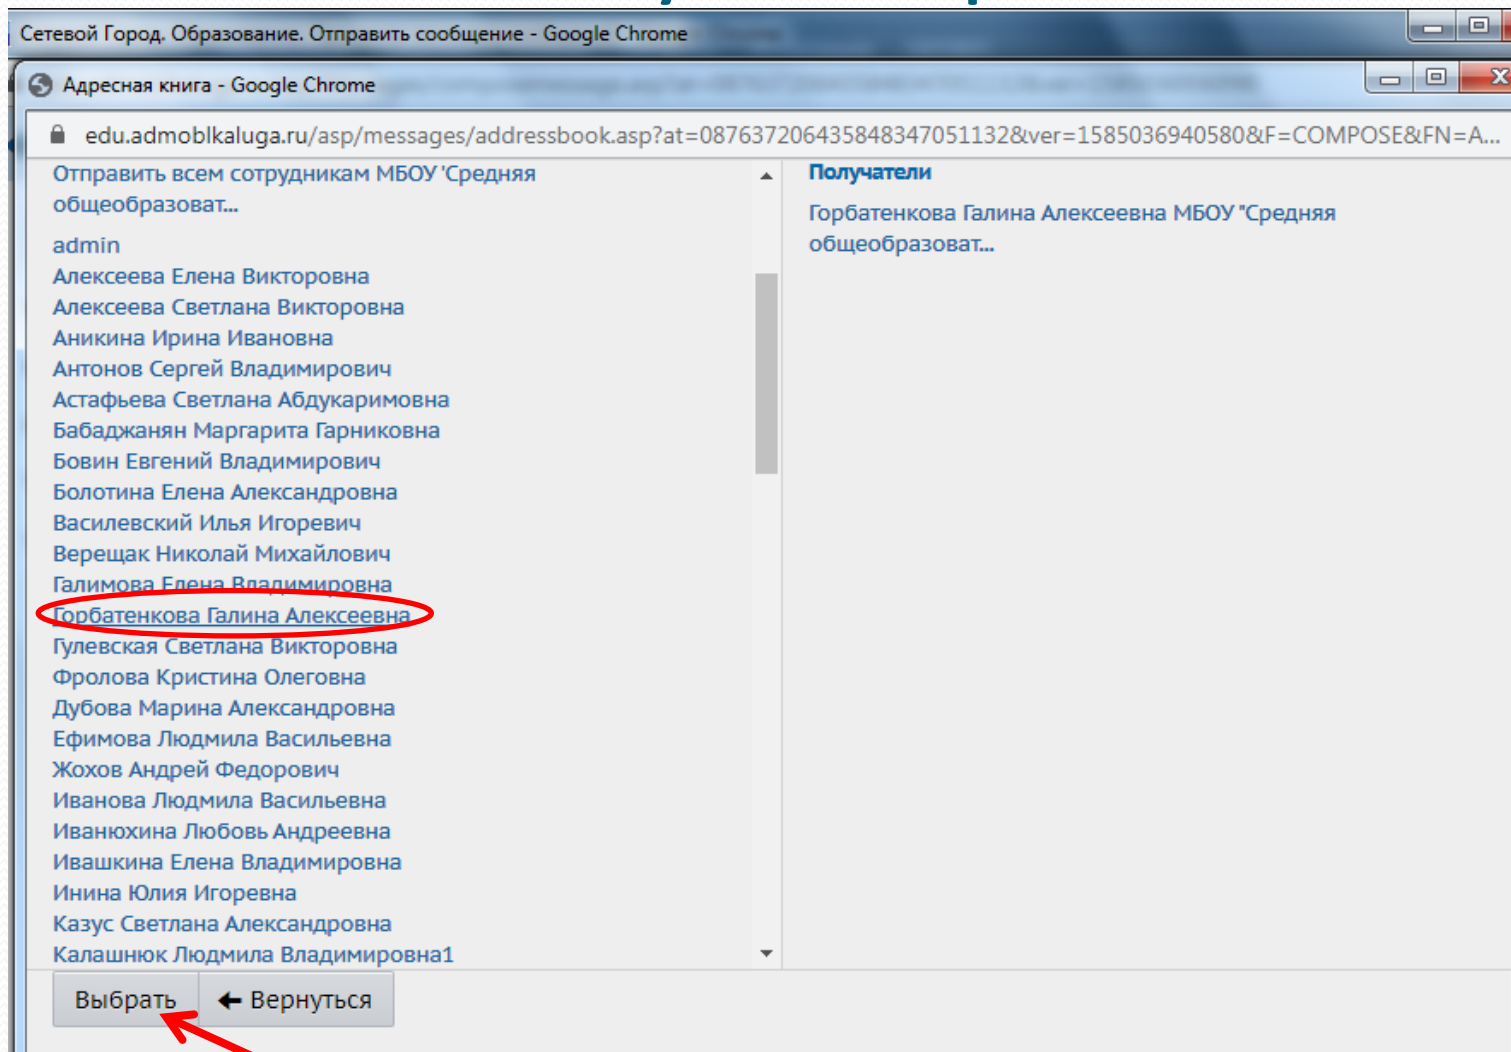 Сетевой Город. Образование. Отправить сообщение - Google Chrome
Адресная книга - Google Chrome
edu.admoblkaluga.ru/asp/messages/addressbook.asp?at=087637206435848347051132&ver=1585036940580&F=COMPOSE&FN=A...
Отправить всем сотрудникам МБОУ 'Средняя
общеобразоват...
admin
Алексеева Елена Викторовна
Алексеева Светлана Викторовна
Аникина Ирина Ивановна
Антонов Сергей Владимирович
Астафьева Светлана Абдукаримовна
Бабаджанян Маргарита Гарниковна
Бовин Евгений Владимирович
Болотина Елена Александровна
Василевский Илья Игоревич
Верещак Николай Михайлович
Галимова Елена Владимировна
Горбатенкова Галина Алексеевна
Гулевская Светлана Викторовна
Фролова Кристина Олеговна
Дубова Марина Александровна
Ефимова Людмила Васильевна
Жохов Андрей Федорович
Иванова Людмила Васильевна
Иванюхина Любовь Андреевна
Ивашкина Елена Владимировна
Инина Юлия Игоревна
Казус Светлана Александровна
Калашнюк Людмила Владимировна1
Получатели
Горбатенкова Галина Алексеевна МБОУ "Средняя
общеобразоват...
Выбрать
Вернуться